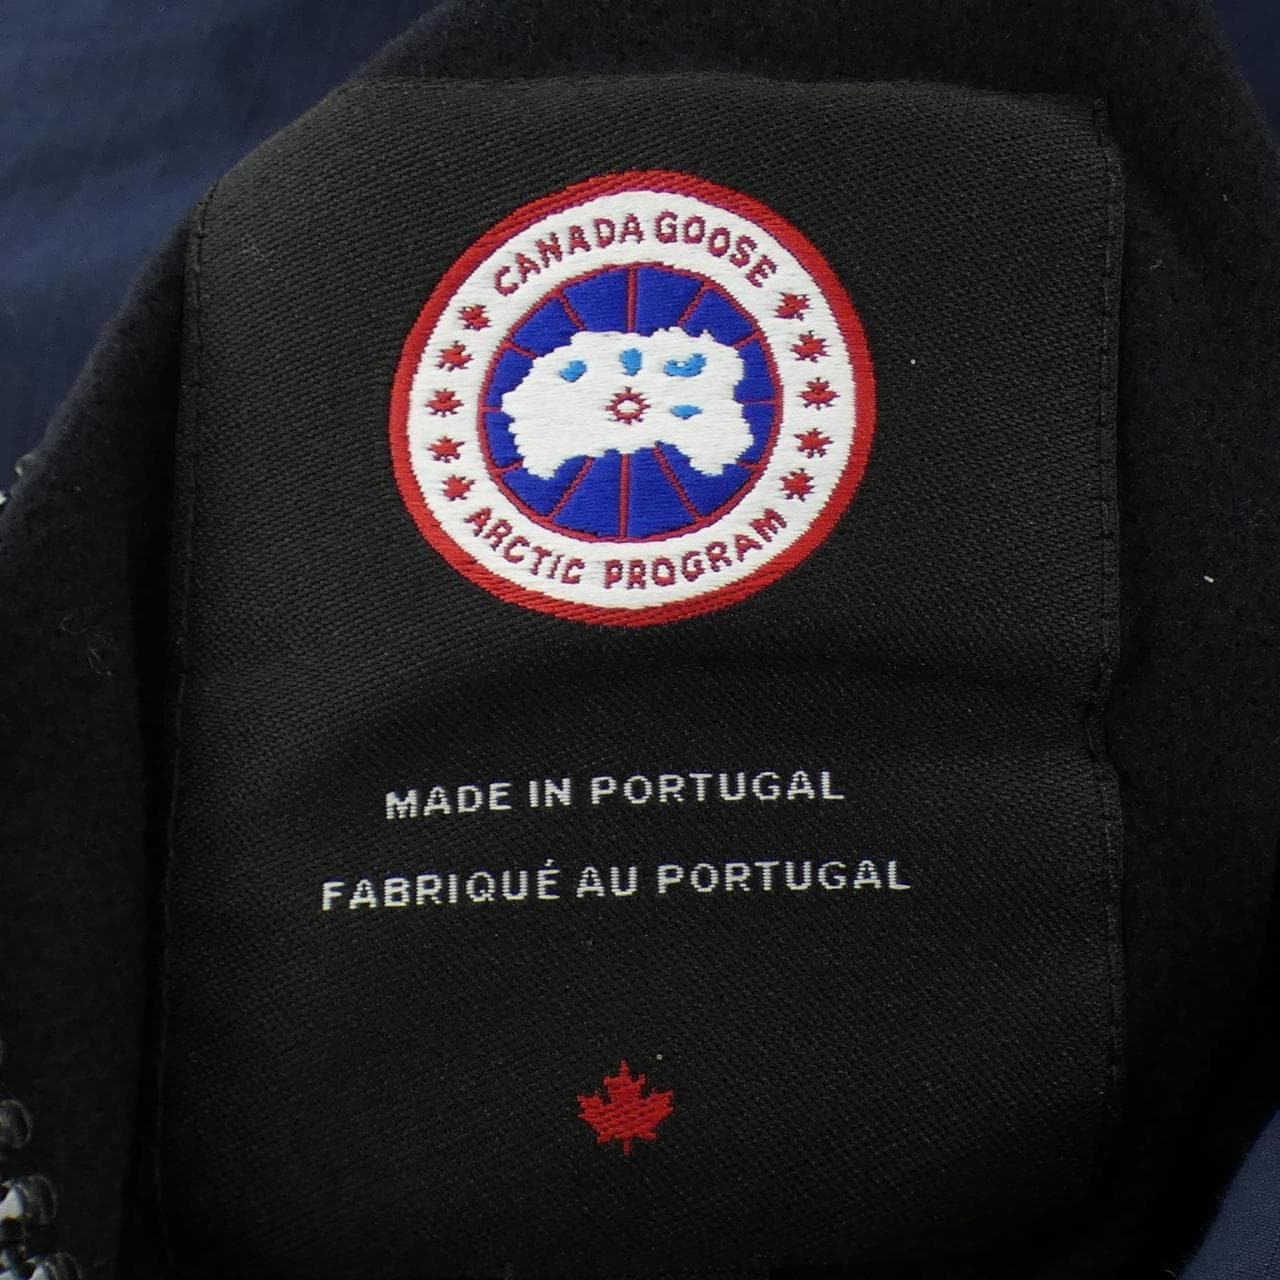 CANADA GOOSE
ARCTIC PROGRAM
MADE IN PORTUGAL
FABRIQUÉ AU PORTUGAL